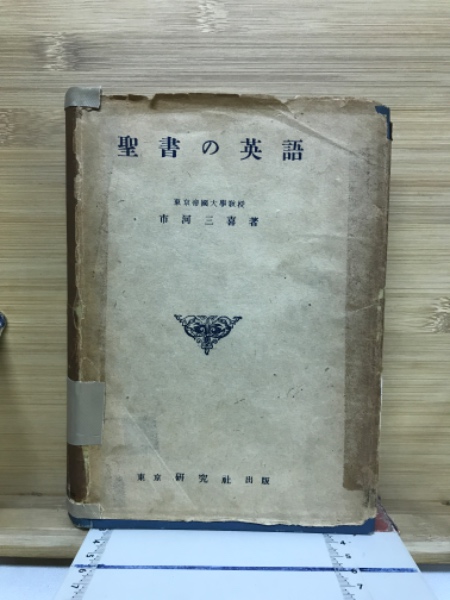 聖書の英語
東京帝國大學教授
市河三喜著
東京 研究社出版